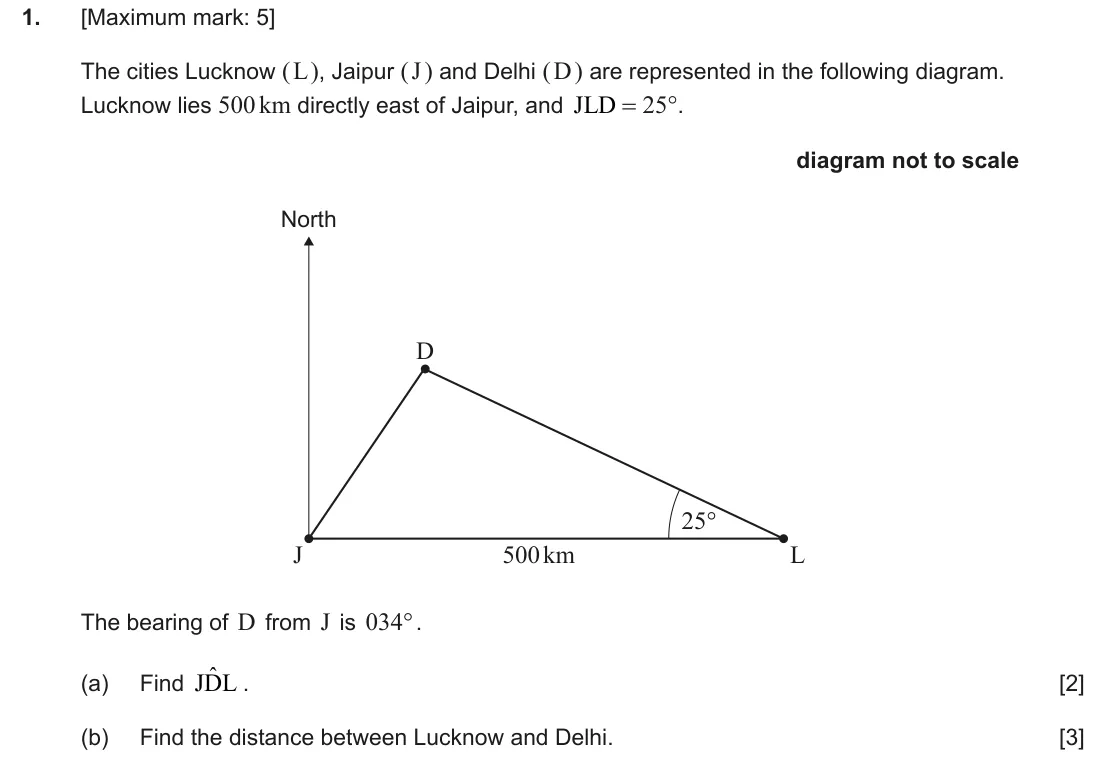 1. [Maximum mark: 5]
The cities Lucknow (L), Jaipur (J) and Delhi (D) are represented in the following diagram.
Lucknow lies 500 km directly east of Jaipur, and JLD = 25°.
diagram not to scale
North
D
25°
J
500 km
L
The bearing of D from J is 034°.
(a) Find JD̂L. [2]
(b) Find the distance between Lucknow and Delhi. [3]